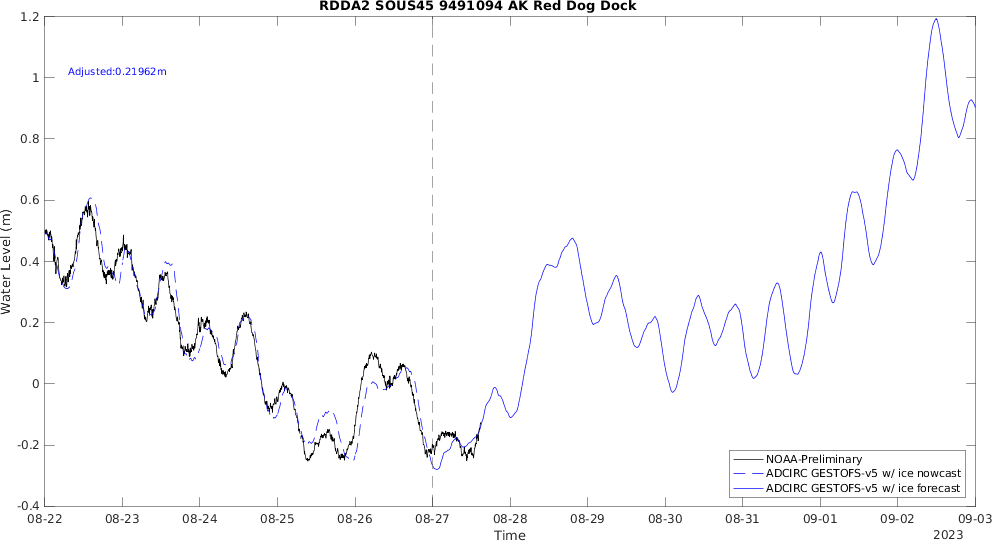 RDDA2 SOUS45 9491094 AK Red Dog Dock
1.2
1
0.8
0.6
0.4
0.2
0
-0.2
-0.4
Water Level (m)
Adjusted:0.21962m
NOAA-Preliminary
ADCIRC GESTOFS-v5 w/ ice nowcast
ADCIRC GESTOFS-v5 w/ ice forecast
08-22 08-23 08-24 08-25 08-26 08-27 08-28 08-29 08-30 08-31 09-01 09-02 09-03
Time
2023